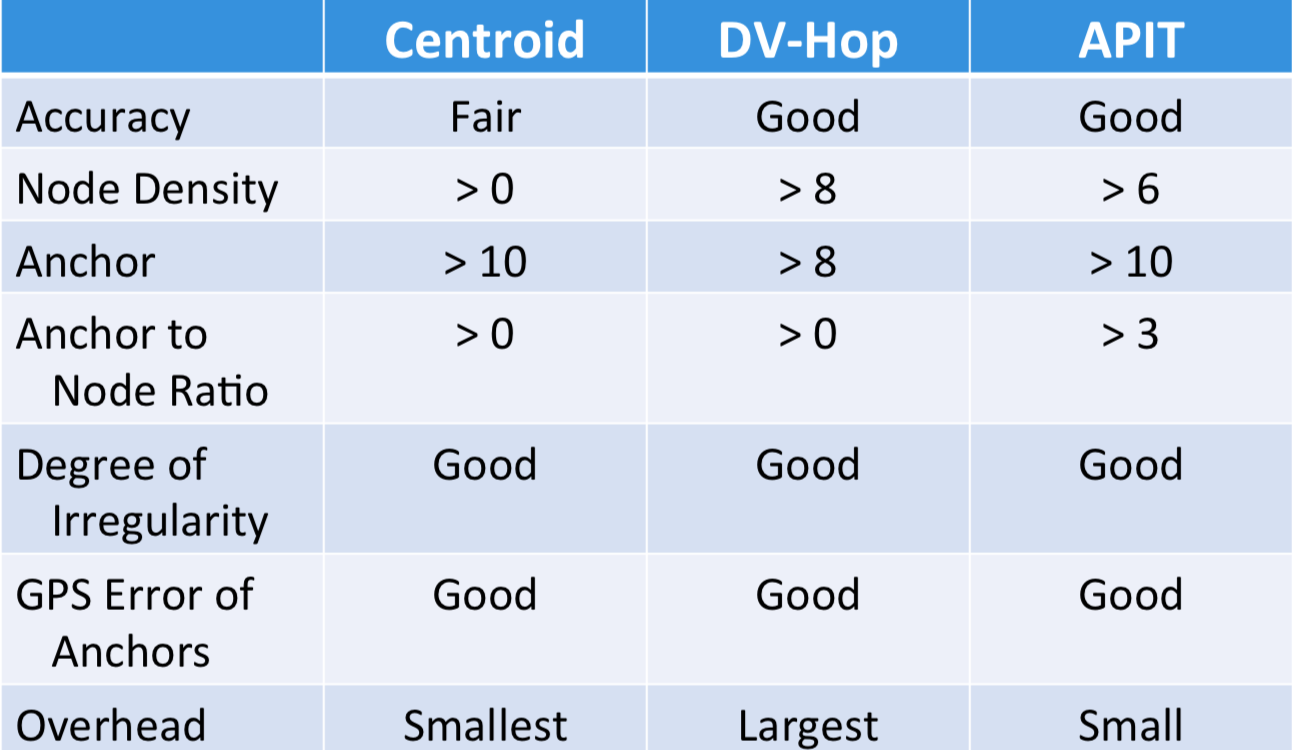 Centroid DV-Hop APIT
Accuracy Fair Good Good
Node Density > 0 > 8 > 6
Anchor > 10 > 8 > 10
Anchor to > 0 > 0 > 3
Node Ratio
Degree of Good Good Good
Irregularity
GPS Error of Good Good Good
Anchors
Overhead Smallest Largest Small